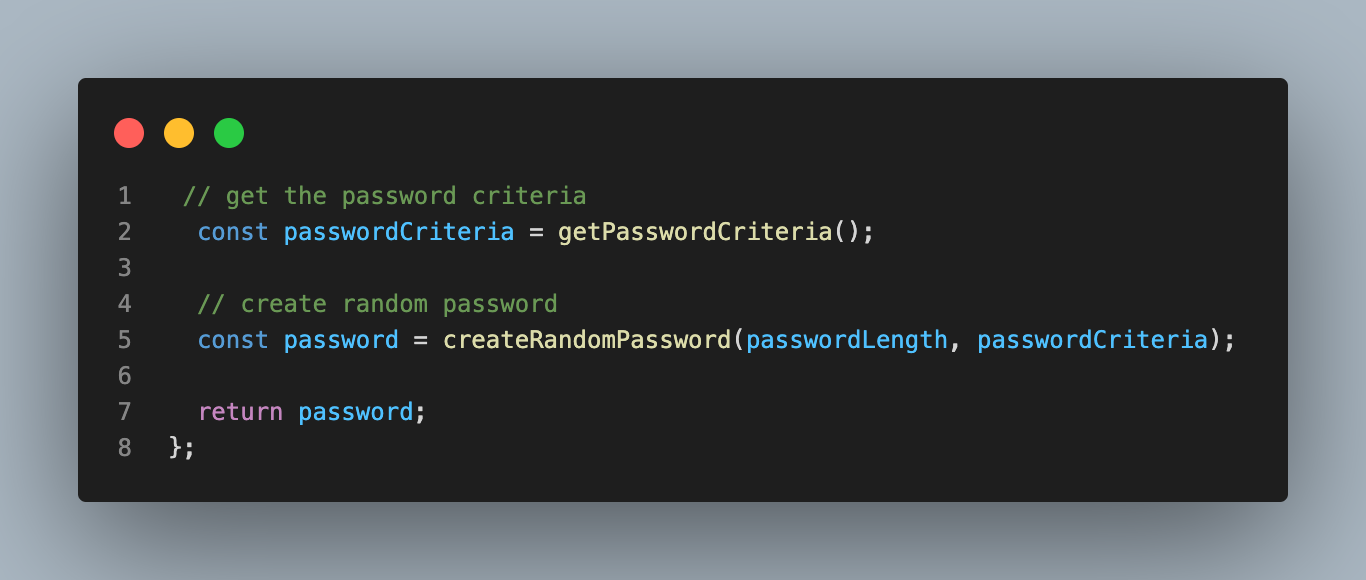 1 // get the password criteria
2 const passwordCriteria = getPasswordCriteria();
3
4 // create random password
5 const password = createRandomPassword(passwordLength, passwordCriteria);
6
7 return password;
8 };